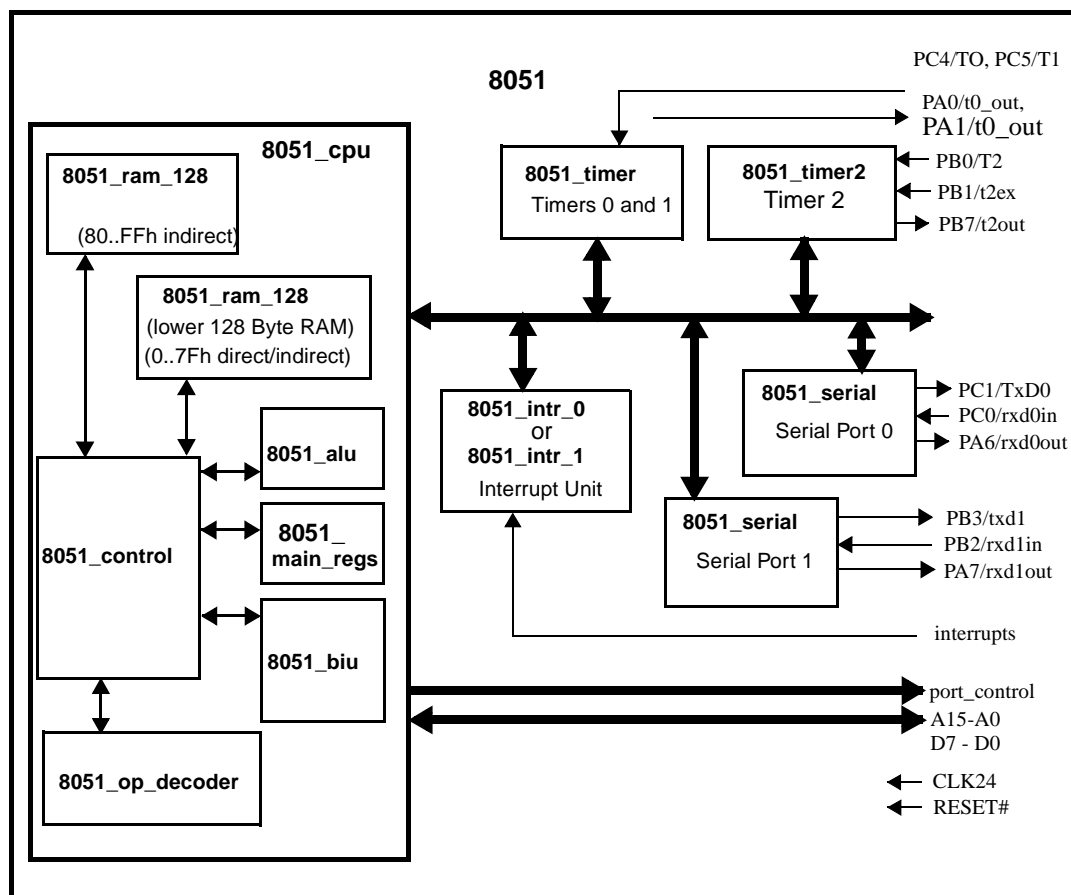 8051
PC4/TO, PC5/T1
PA0/t0_out,
PA1/t0_out
8051_cpu
8051_ram_128
(80..FFh indirect)
8051_ram_128
(lower 128 Byte RAM)
(0..7Fh direct/indirect)
8051_alu
8051_control
8051_
main_regs
8051_biu
8051_op_decoder
8051_timer
Timers 0 and 1
8051_timer2
Timer 2
PB0/T2
PB1/t2ex
PB7/t2out
8051_intr_0
or
8051_intr_1
Interrupt Unit
8051_serial
Serial Port 0
PC1/TxD0
PC0/rxd0in
PA6/rxd0out
8051_serial
Serial Port 1
PB3/txd1
PB2/rxd1in
PA7/rxd1out
interrupts
port_control
A15-A0
D7 - D0
CLK24
RESET#